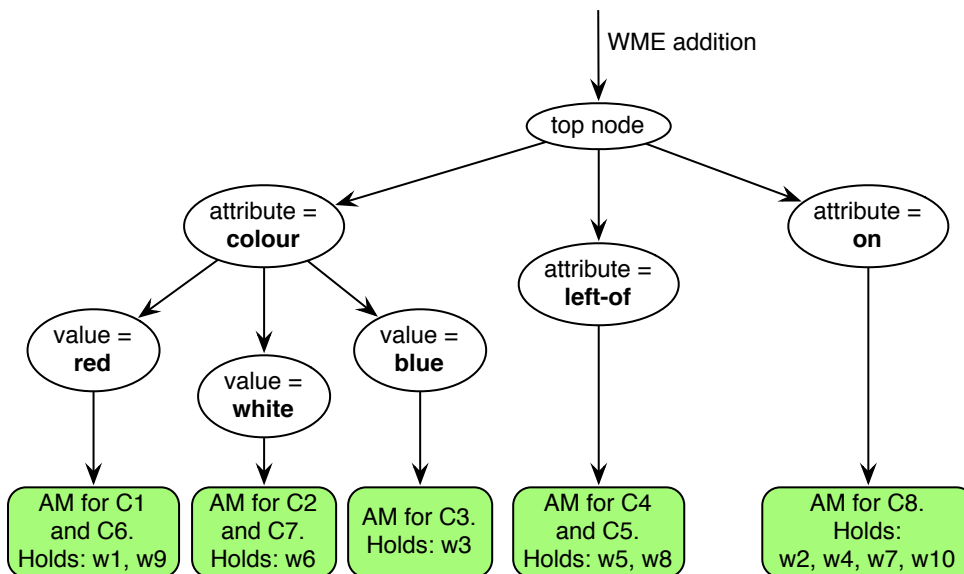 WME addition
top node
attribute =
colour
attribute =
left-of
attribute =
on
value =
red
value =
white
value =
blue
AM for C1
and C6.
Holds: w1, w9
AM for C2
and C7.
Holds: w6
AM for C3.
Holds: w3
AM for C4
and C5.
Holds: w5, w8
AM for C8.
Holds:
w2, w4, w7, w10